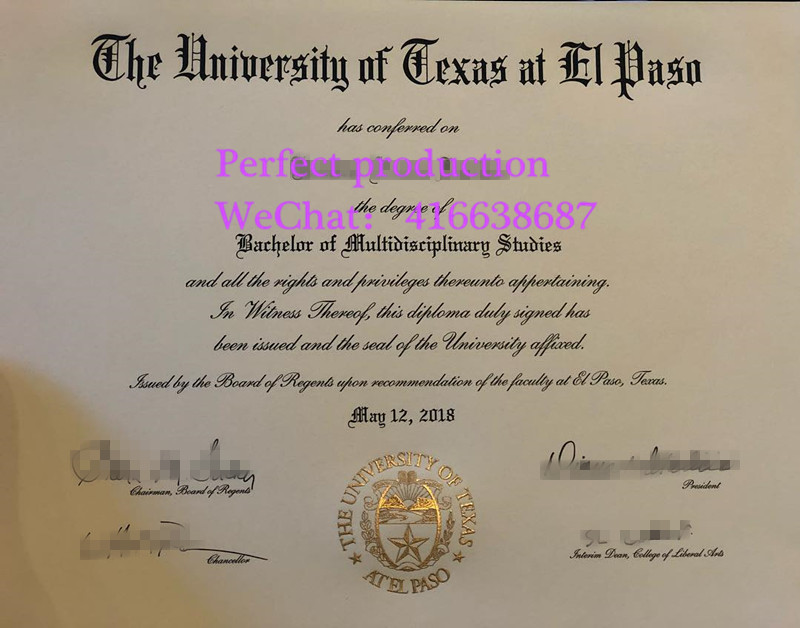 The University of Texas at El Paso
has conferred on
Perfect production
the degree of
WeChat: 416638687
Bachelor of Multidisciplinary Studies
and all the rights and privileges thereunto appertaining.
In Witness Thereof, this diploma duly signed has
been issued and the seal of the University affixed.
Issued by the Board of Regents upon recommendation of the faculty at El Paso, Texas.
May 12, 2018
Chairman, Board of Regents
President
Chancellor
Interim Dean, College of Liberal Arts
THE UNIVERSITY OF TEXAS
AT EL PASO